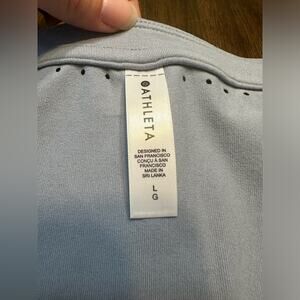 ATHLETA
DESIGNED IN
SAN FRANCISCO
CONÇU À SAN
FRANCISCO
MADE IN
SRI LANKA
L
G